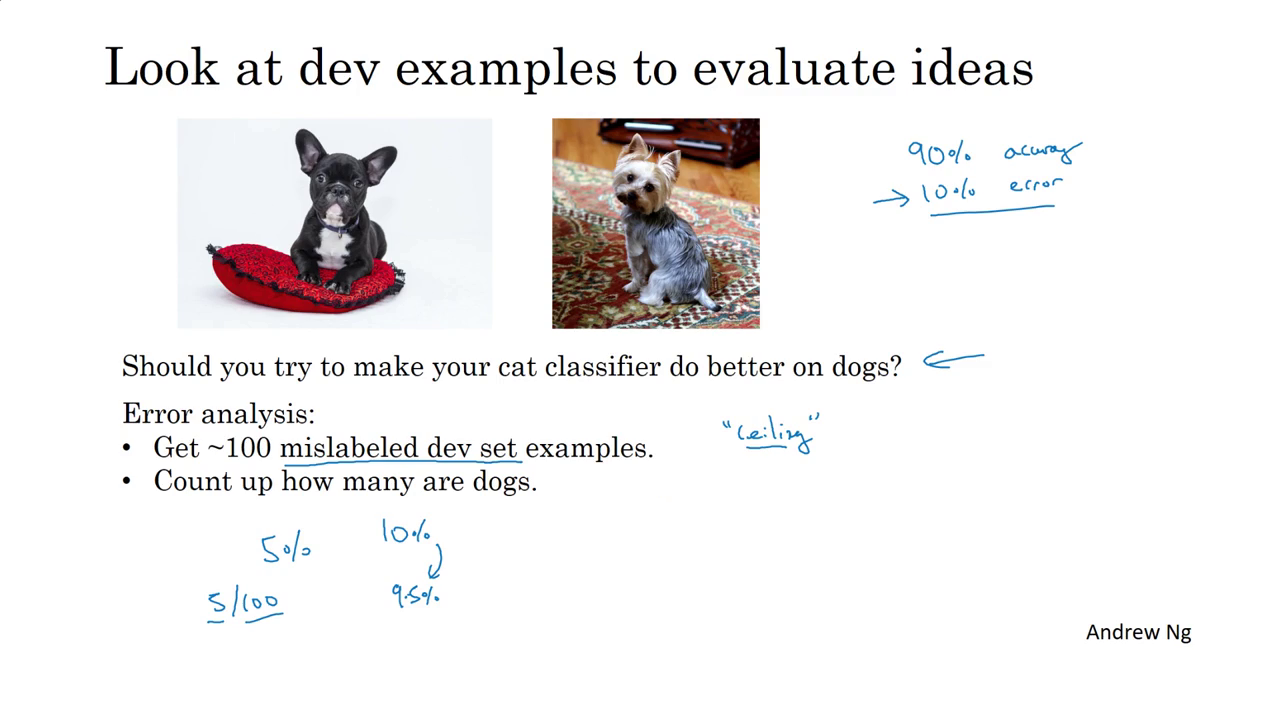 Look at dev examples to evaluate ideas
90% accuracy
→ 10% error
Should you try to make your cat classifier do better on dogs? ←
Error analysis:
"ceiling"
• Get ~100 mislabeled dev set examples.
• Count up how many are dogs.
5% 10%
5/100 9.5%
Andrew Ng